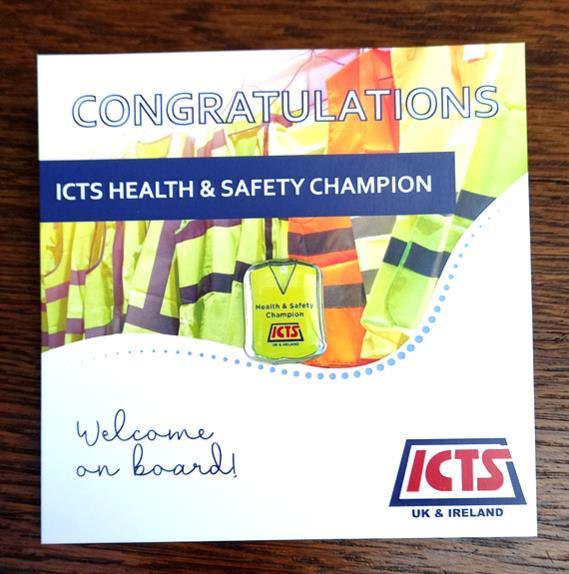 CONGRATULATIONS
ICTS HEALTH & SAFETY CHAMPION
Health & Safety
Champion
ICTS
UK & IRELAND
Welcome
on board!
ICTS
UK & IRELAND